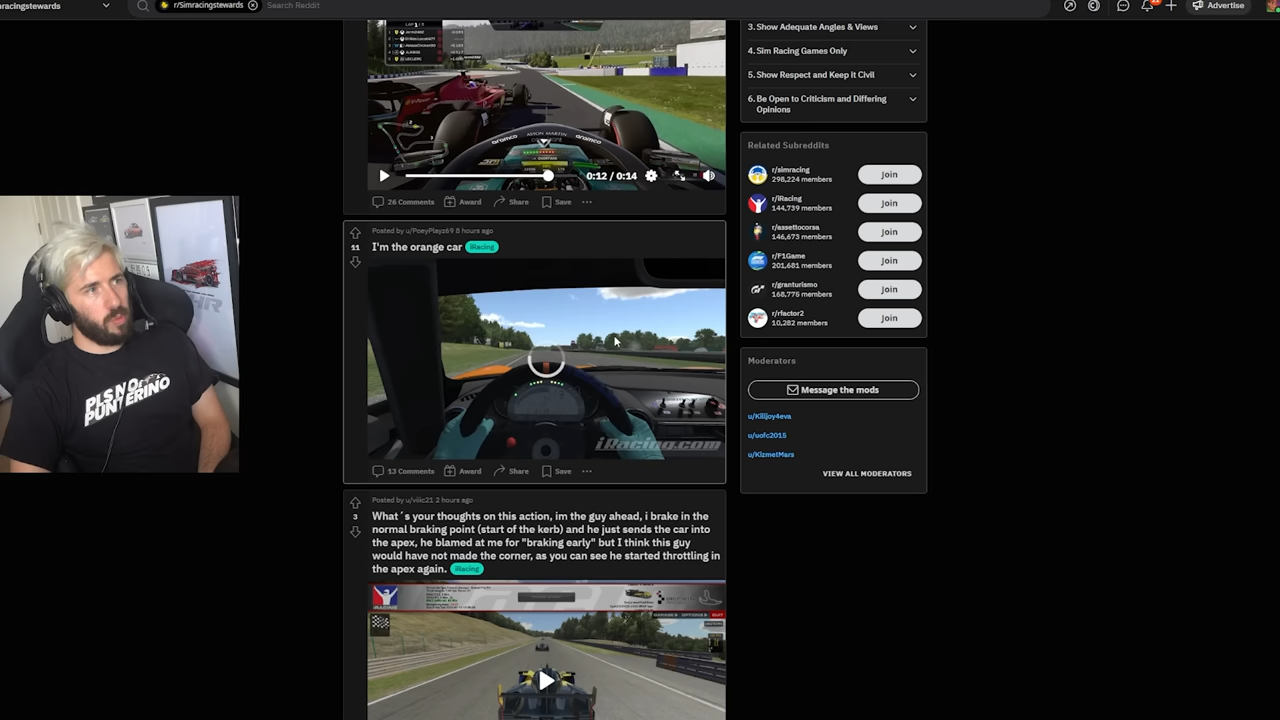 mracingstewards
r/Simracingstewards
Search Reddit
Advertise
3. Show Adequate Angles & Views
4. Sim Racing Games Only
5. Show Respect and Keep it Civil
6. Be Open to Criticism and Differing
Opinions
ASTON MARTIN
aramco
aramco
0:12 / 0:14
26 Comments
Award
Share
Save
Related Subreddits
r/simracing
298,224 members
Join
r/iRacing
144,739 members
Join
r/assettocorsa
146,673 members
Join
r/F1Game
201,681 members
Join
r/granturismo
168,775 members
Join
r/rfactor2
10,282 members
Join
Posted by u/PoeyPlayz69 8 hours ago
11
I'm the orange car
iRacing
iRacing.com
13 Comments
Award
Share
Save
Moderators
Message the mods
u/Killjoy4eva
u/uofc2015
u/KizmetMars
VIEW ALL MODERATORS
PLS NO
PUNTERINO
Posted by u/viiic21 2 hours ago
3
What´s your thoughts on this action, im the guy ahead, i brake in the
normal braking point (start of the kerb) and he just sends the car into
the apex, he blamed at me for "braking early" but I think this guy
would have not made the corner, as you can see he started throttling in
the apex again.
iRacing